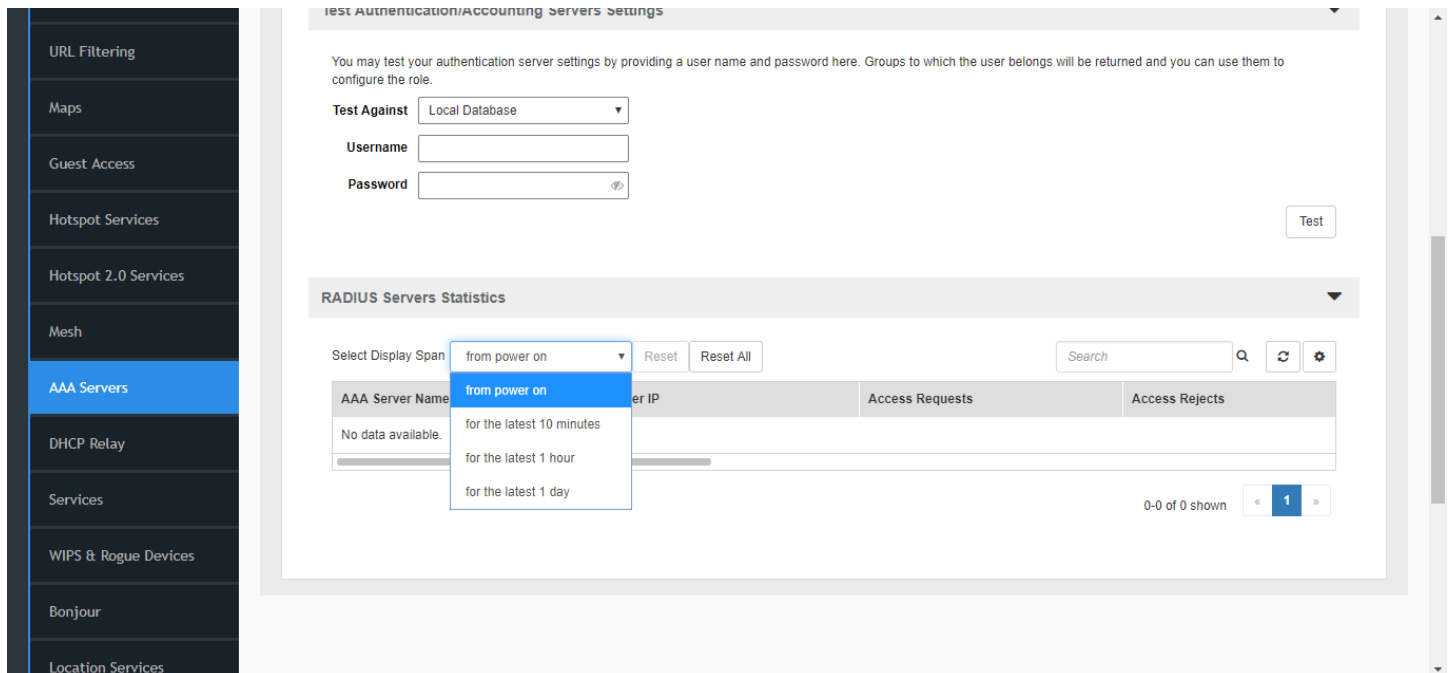 Test Authentication/Accounting Servers Settings
URL Filtering
Maps
Guest Access
Hotspot Services
Hotspot 2.0 Services
Mesh
AAA Servers
DHCP Relay
Services
WIPS & Rogue Devices
Bonjour
Location Services
You may test your authentication server settings by providing a user name and password here. Groups to which the user belongs will be returned and you can use them to
configure the role.
Test Against Local Database
Username
Password
Test
RADIUS Servers Statistics
Select Display Span from power on Reset Reset All Search
from power on
for the latest 10 minutes
for the latest 1 hour
for the latest 1 day
AAA Server Name er IP Access Requests Access Rejects
No data available.
0-0 of 0 shown « 1 »